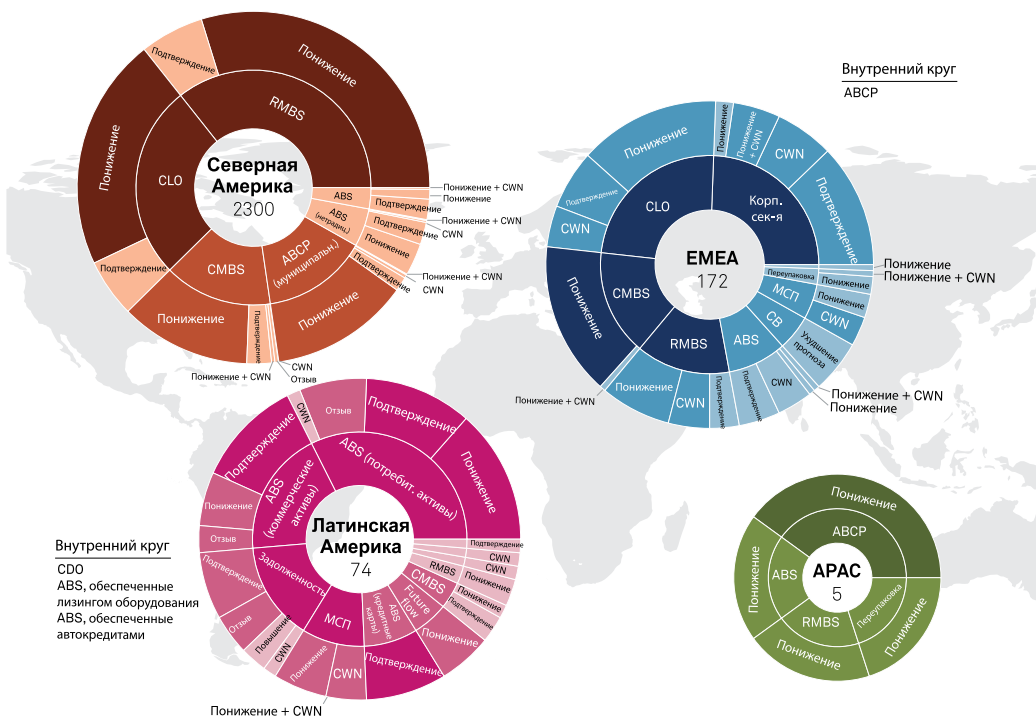 Северная
Америка
2300
RMBS
CLO
CMBS
ABCP
(муниципальн.)
ABS
(нетрадиц.)
ABS
Подтверждение
Понижение
Понижение
Подтверждение
Понижение
Подтверждение
Понижение + CWN
Отзыв
CWN
Понижение
Подтверждение
CWN
Понижение + CWN
Понижение
Подтверждение
CWN
Понижение + CWN
Подтверждение
Понижение
Понижение + CWN
Внутренний круг
ABCP
EMEA
172
CLO
Корп.
сек-я
CMBS
RMBS
ABS
СВ
МСП
Переупаковка
Понижение
Понижение
Понижение
+ CWN
CWN
Подтверждение
Понижение
Понижение + CWN
Понижение
Понижение
CWN
Ухудшение
прогноза
Понижение + CWN
Понижение
CWN
Подтверждение
Подтверждение
CWN
Понижение
Понижение + CWN
Понижение
CWN
Подтверждение
Латинская
Америка
74
ABS (потребит. активы)
ABS
(коммерческие
активы)
Задолженность
МСП
ABS
(кредитные
карты)
Future
flow
CMBS
RMBS
CWN
Отзыв
Подтверждение
Понижение
Подтверждение
CWN
CWN
Понижение
Понижение
Подтверждение
Понижение
Подтверждение
CWN
Понижение + CWN
Понижение
CWN
Повышение
Отзыв
Подтверждение
Отзыв
Понижение
Подтверждение
Внутренний круг
CDO
ABS, обеспеченные
лизингом оборудования
ABS, обеспеченные
автокредитами
APAC
5
ABCP
ABS
RMBS
Переупаковка
Понижение
Понижение
Понижение
Понижение